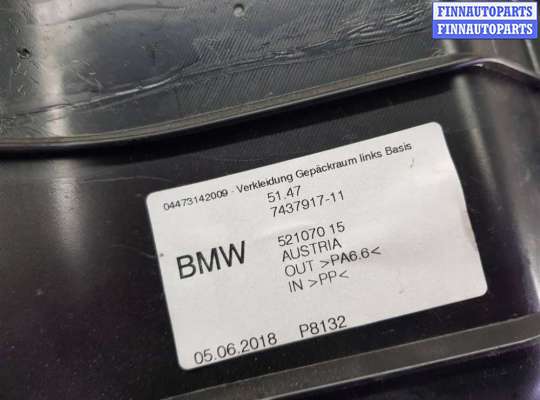 FINNAUTOPARTS
FINNAUTOPARTS
FINNAUTOPARTS
04473142009 - Verkleidung Gepäckraum links Basis
51.47
7437917-11
BMW
521070 15
AUSTRIA
OUT >PA6.6<
IN >PP<
05.06.2018 P8132